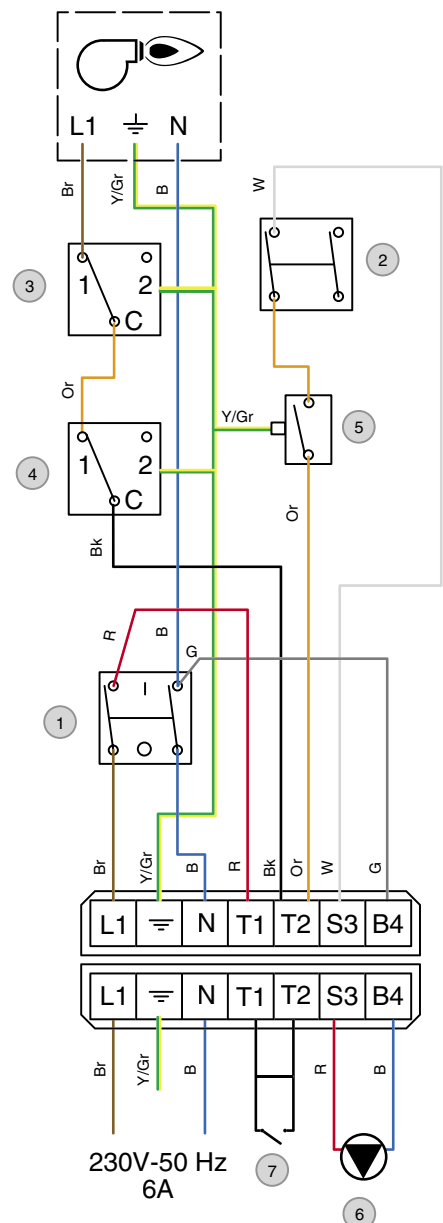 L1 N
Br
Y/Gr
B
W
1 2
C
3
2
Or
Y/Gr
5
1 2
C
4
Bk
Or
R
B
G
I
1
Br
Y/Gr
B
R
Bk
Or
W
G
L1 N T1 T2 S3 B4
L1 N T1 T2 S3 B4
Br
Y/Gr
B
R
B
230V-50 Hz
6A
7
6